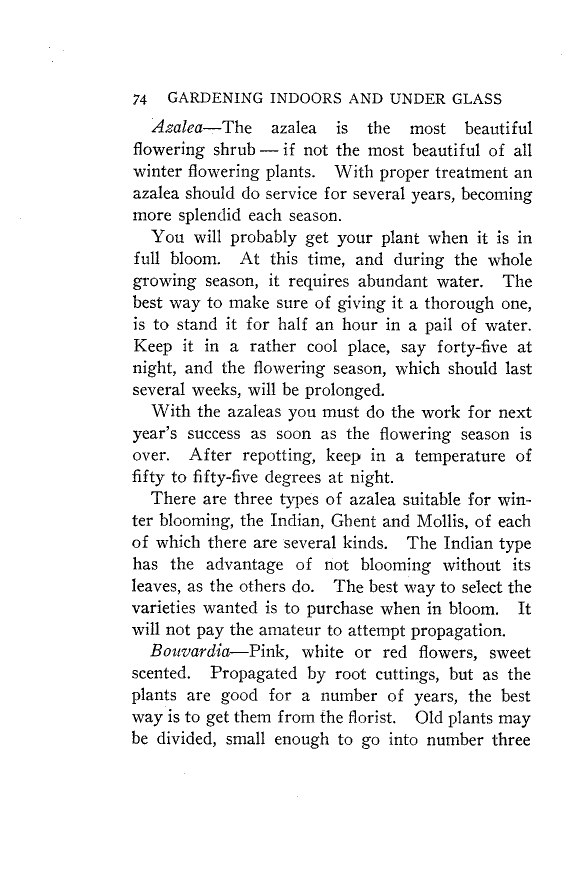 74 GARDENING INDOORS AND UNDER GLASS
Azalea—The azalea is the most beautiful
flowering shrub — if not the most beautiful of all
winter flowering plants. With proper treatment an
azalea should do service for several years, becoming
more splendid each season.
You will probably get your plant when it is in
full bloom. At this time, and during the whole
growing season, it requires abundant water. The
best way to make sure of giving it a thorough one,
is to stand it for half an hour in a pail of water.
Keep it in a rather cool place, say forty-five at
night, and the flowering season, which should last
several weeks, will be prolonged.
With the azaleas you must do the work for next
year's success as soon as the flowering season is
over. After repotting, keep in a temperature of
fifty to fifty-five degrees at night.
There are three types of azalea suitable for win-
ter blooming, the Indian, Ghent and Mollis, of each
of which there are several kinds. The Indian type
has the advantage of not blooming without its
leaves, as the others do. The best way to select the
varieties wanted is to purchase when in bloom. It
will not pay the amateur to attempt propagation.
Bouvardia—Pink, white or red flowers, sweet
scented. Propagated by root cuttings, but as the
plants are good for a number of years, the best
way is to get them from the florist. Old plants may
be divided, small enough to go into number three